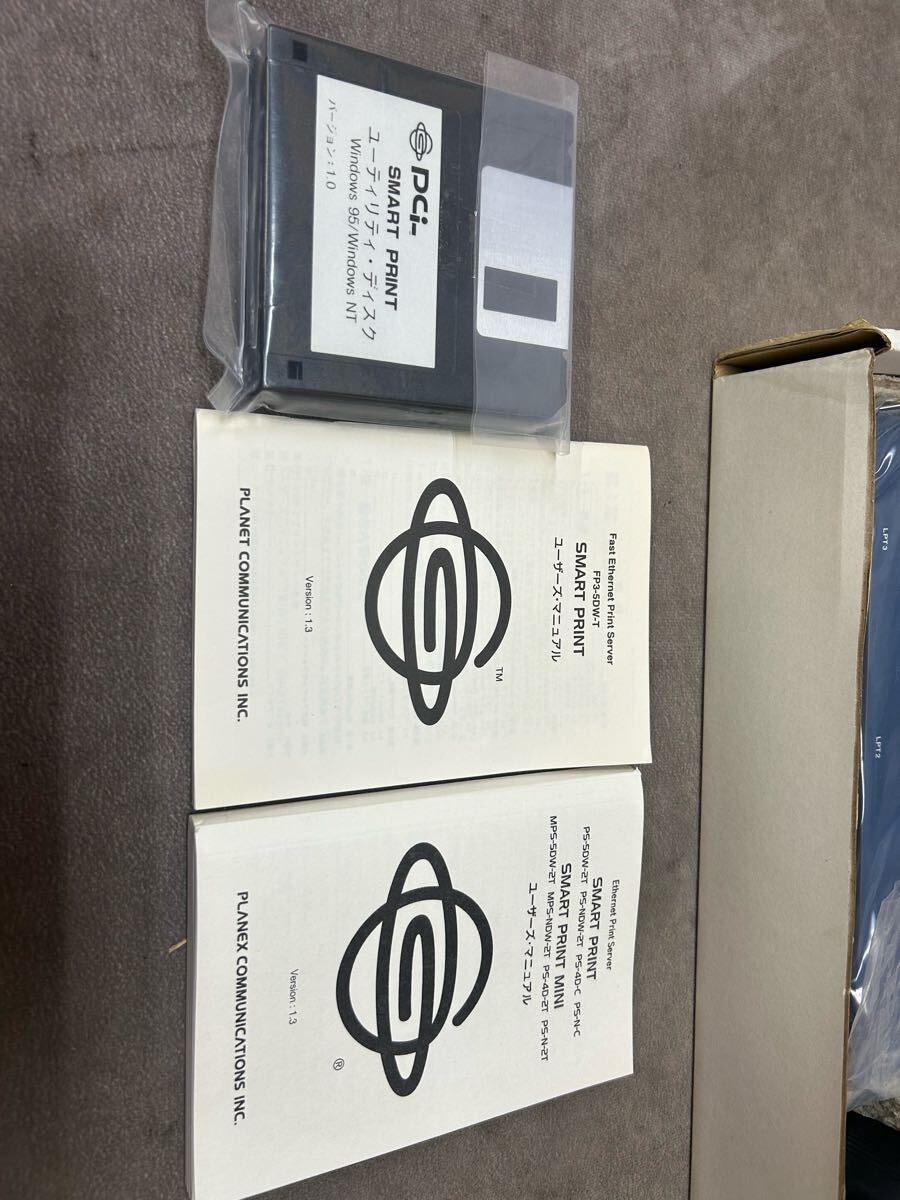 PCi
SMART PRINT
ユーティリティ・ディスク
Windows 95/Windows NT
バージョン:1.0
Fast Ethernet Print Server
FP3-5DW-T
SMART PRINT
ユーザーズ・マニュアル
TM
Version : 1.3
PLANET COMMUNICATIONS INC.
Ethernet Print Server
SMART PRINT
PS-5DW-2T PS-NDW-2T PS-4D-C PS-N-C
SMART PRINT MINI
MPS-5DW-2T MPS-NDW-2T PS-4D-2T PS-N-2T
ユーザーズ・マニュアル
®
Version : 1.3
PLANEX COMMUNICATIONS INC.
LPT3
LPT2